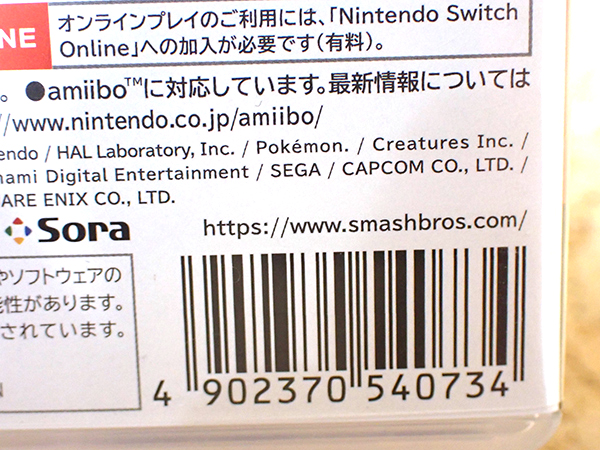 オンラインプレイのご利用には、「Nintendo Switch
NE
Online」への加入が必要です(有料)。
。 ●amiibo™に対応しています。最新情報については
//www.nintendo.co.jp/amiibo/
endo / HAL Laboratory, Inc. / Pokémon. / Creatures Inc. /
nami Digital Entertainment / SEGA / CAPCOM CO., LTD. /
ARE ENIX CO., LTD.
Sora
https://www.smashbros.com/
やソフトウェアの
能性があります。
されています。
4 902370 540734